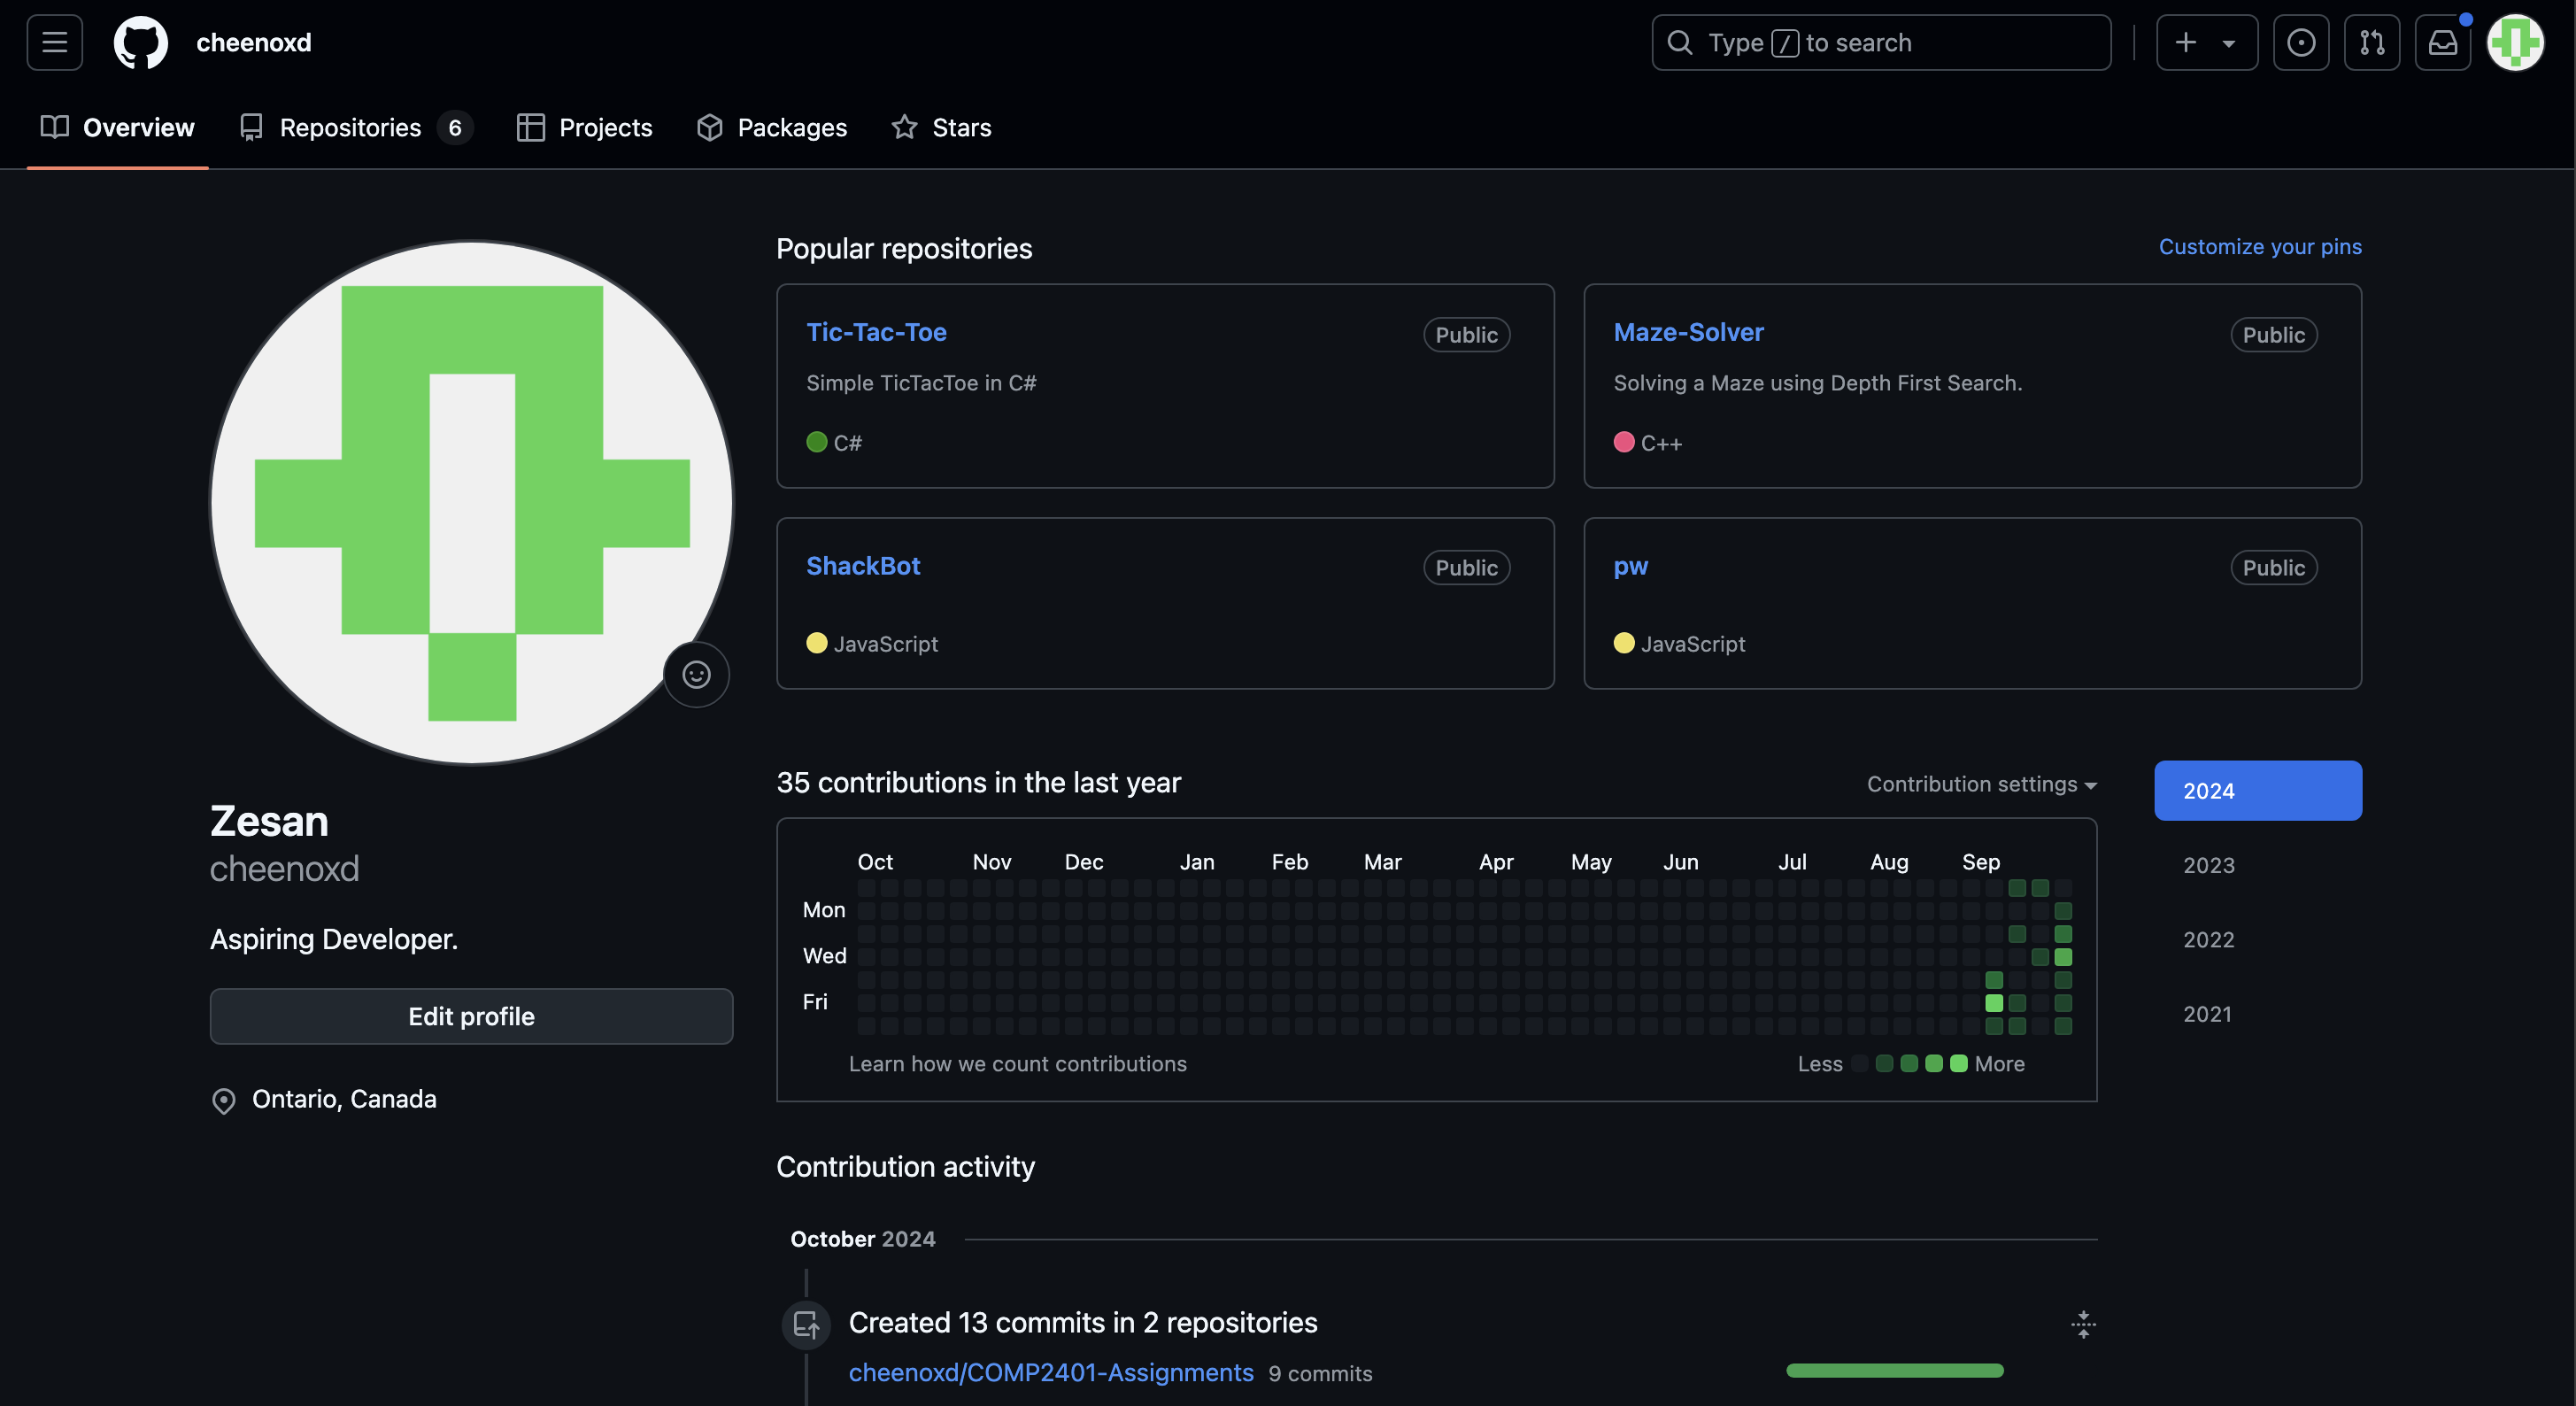 cheenoxd
Type / to search
Overview Repositories 6 Projects Packages Stars
Popular repositories
Customize your pins
Tic-Tac-Toe Public
Simple TicTacToe in C#
C#
Maze-Solver Public
Solving a Maze using Depth First Search.
C++
ShackBot Public
JavaScript
pw Public
JavaScript
Zesan
cheenoxd
Aspiring Developer.
Edit profile
Ontario, Canada
35 contributions in the last year
Contribution settings
2024
2023
2022
2021
Oct Nov Dec Jan Feb Mar Apr May Jun Jul Aug Sep
Mon
Wed
Fri
Learn how we count contributions
Less More
Contribution activity
October 2024
Created 13 commits in 2 repositories
cheenoxd/COMP2401-Assignments 9 commits